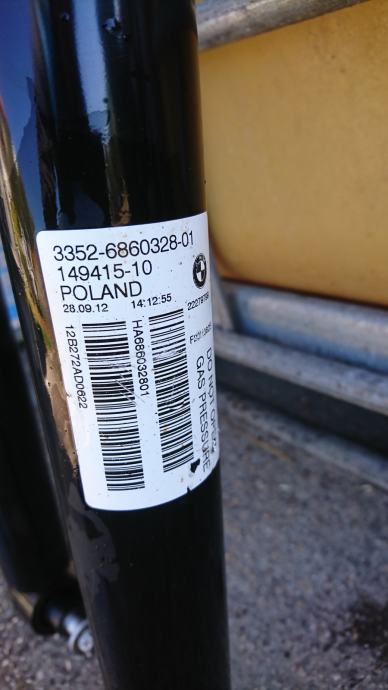 3352-6860328-01
149415-10
POLAND
28.09.12 14:12:55
12B272AD0622
HA686032801
GAS PRESSURE